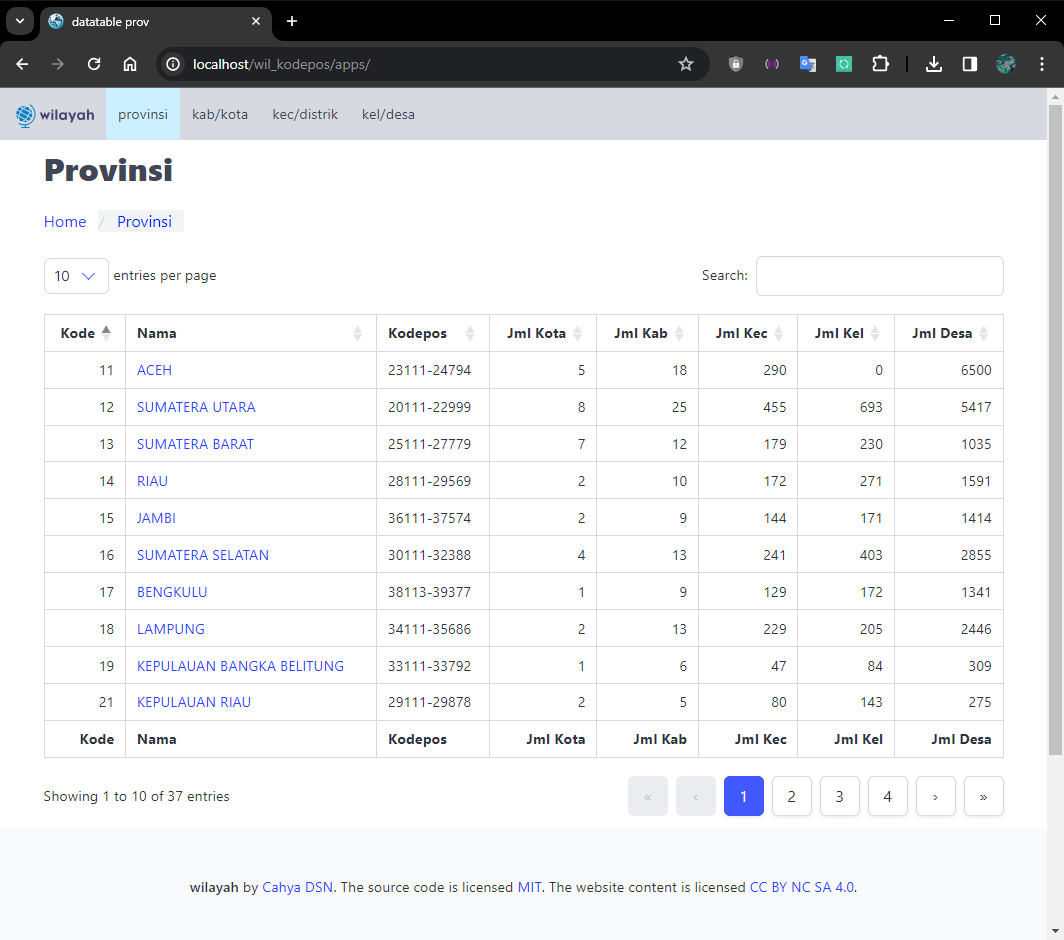 datatable prov
localhost/wil_kodepos/apps/
wilayah provinsi kab/kota kec/distrik kel/desa
Provinsi
Home / Provinsi
10 entries per page Search:
Kode Nama Kodepos Jml Kota Jml Kab Jml Kec Jml Kel Jml Desa
11 ACEH 23111-24794 5 18 290 0 6500
12 SUMATERA UTARA 20111-22999 8 25 455 693 5417
13 SUMATERA BARAT 25111-27779 7 12 179 230 1035
14 RIAU 28111-29569 2 10 172 271 1591
15 JAMBI 36111-37574 2 9 144 171 1414
16 SUMATERA SELATAN 30111-32388 4 13 241 403 2855
17 BENGKULU 38113-39377 1 9 129 172 1341
18 LAMPUNG 34111-35686 2 13 229 205 2446
19 KEPULAUAN BANGKA BELITUNG 33111-33792 1 6 47 84 309
21 KEPULAUAN RIAU 29111-29878 2 5 80 143 275
Kode Nama Kodepos Jml Kota Jml Kab Jml Kec Jml Kel Jml Desa
Showing 1 to 10 of 37 entries « ‹ 1 2 3 4 › »
wilayah by Cahya DSN. The source code is licensed MIT. The website content is licensed CC BY NC SA 4.0.